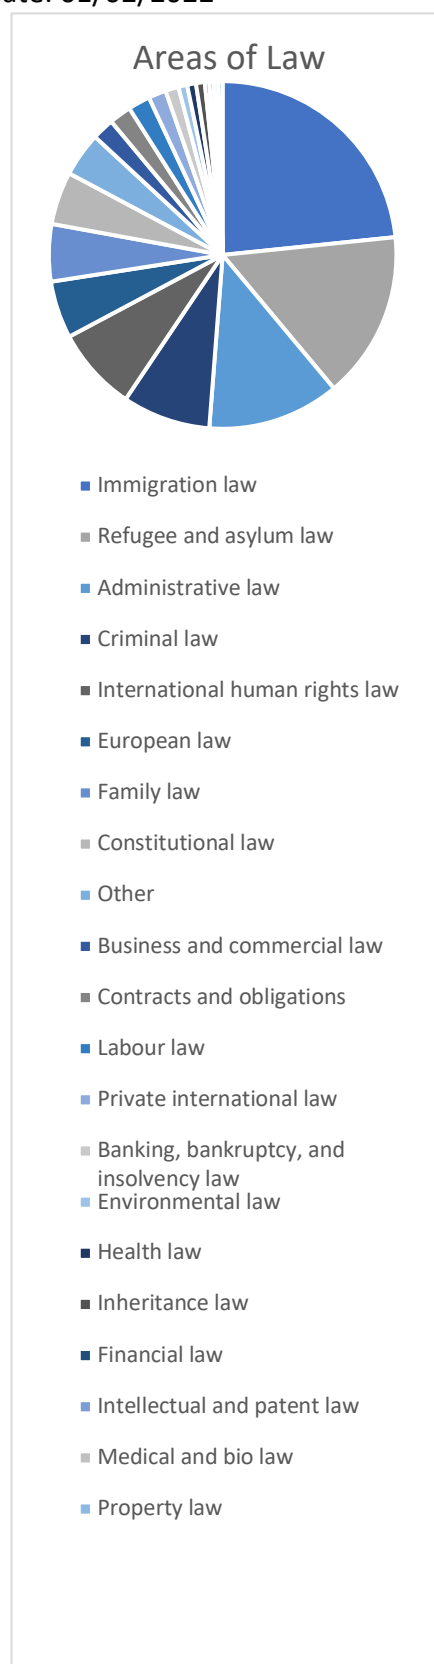 Areas of Law
Immigration law
Refugee and asylum law
Administrative law
Criminal law
International human rights law
European law
Family law
Constitutional law
Other
Business and commercial law
Contracts and obligations
Labour law
Private international law
Banking, bankruptcy, and
insolvency law
Environmental law
Health law
Inheritance law
Financial law
Intellectual and patent law
Medical and bio law
Property law